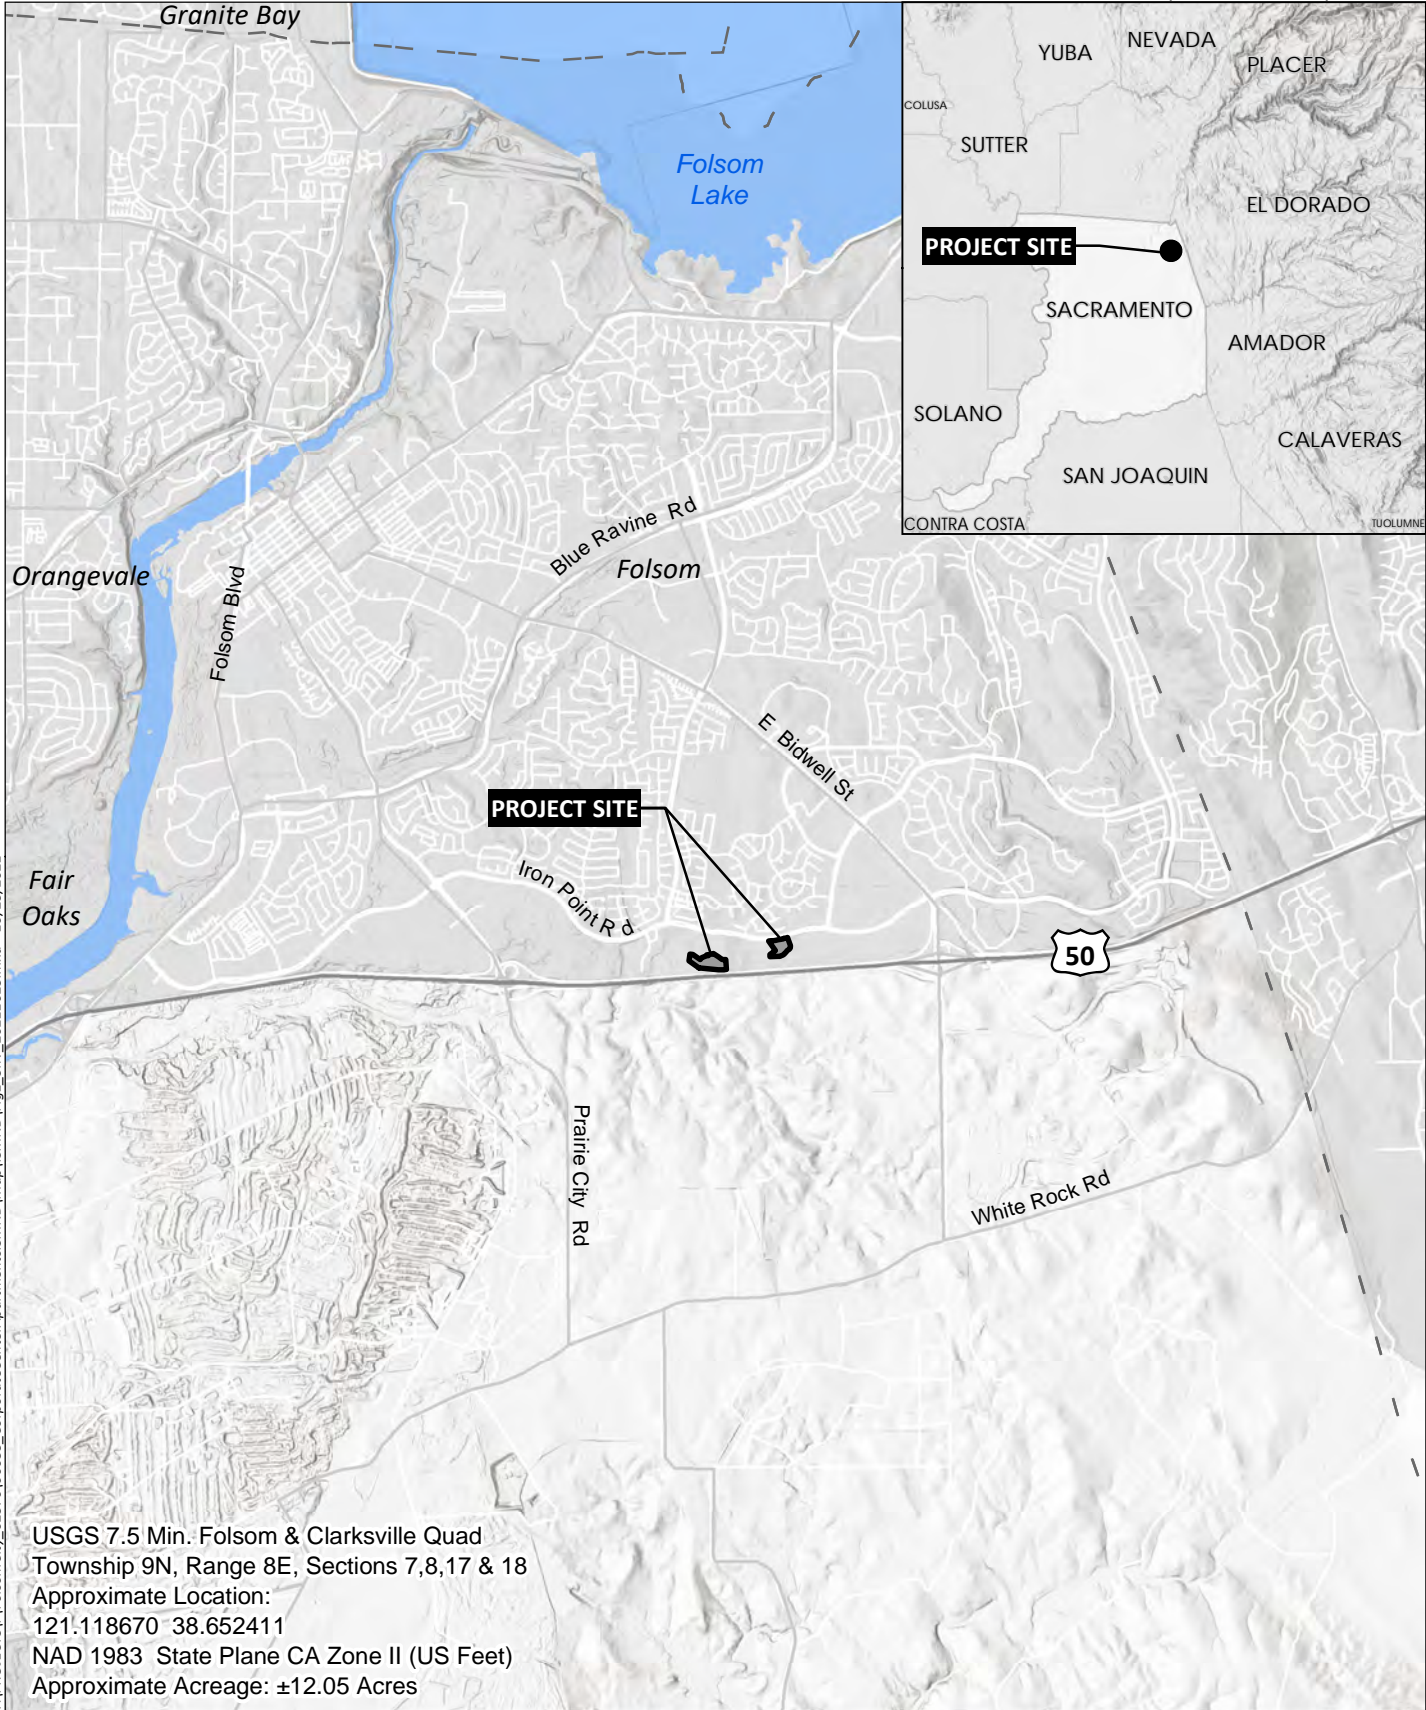 Granite Bay
Folsom
Lake
COLUSA
YUBA
NEVADA
PLACER
SUTTER
EL DORADO
PROJECT SITE
SACRAMENTO
AMADOR
SOLANO
CALAVERAS
SAN JOAQUIN
CONTRA COSTA
TUOLUMNE
Orangevale
Folsom Blvd
Blue Ravine Rd
Folsom
E Bidwell St
PROJECT SITE
Iron Point Rd
Fair
Oaks
50
Prairie City Rd
White Rock Rd
USGS 7.5 Min. Folsom & Clarksville Quad
Township 9N, Range 8E, Sections 7,8,17 & 18
Approximate Location:
121.118670 38.652411
NAD 1983 State Plane CA Zone II (US Feet)
Approximate Acreage: ±12.05 Acres